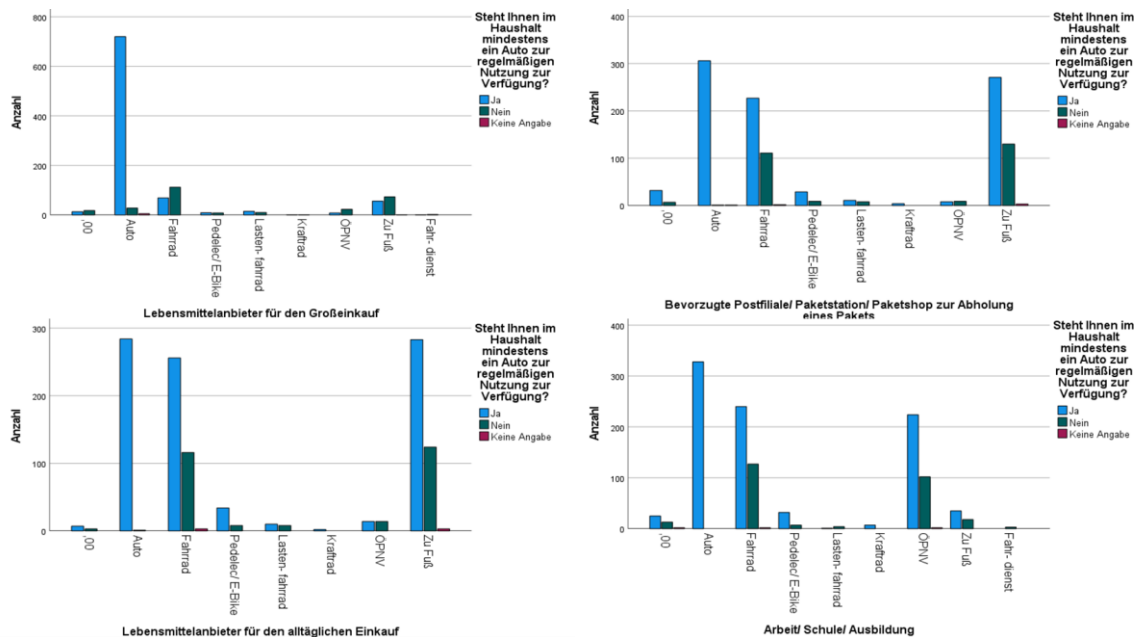 800
600
400
200
0
Anzahl
,00
Auto
Fahrrad
Pedelec/ E-Bike
Lasten- fahrrad
Kraftrad
ÖPNV
Zu Fuß
Fahr- dienst
Lebensmittelanbieter für den Großeinkauf
Steht Ihnen im
Haushalt
mindestens
ein Auto zur
regelmäßigen
Nutzung zur
Verfügung?
Ja
Nein
Keine Angabe
400
300
200
100
0
Anzahl
,00
Auto
Fahrrad
Pedelec/ E-Bike
Lasten- fahrrad
Kraftrad
ÖPNV
Zu Fuß
Bevorzugte Postfiliale/ Paketstation/ Paketshop zur Abholung
eines Pakets
Steht Ihnen im
Haushalt
mindestens
ein Auto zur
regelmäßigen
Nutzung zur
Verfügung?
Ja
Nein
Keine Angabe
300
200
100
0
Anzahl
,00
Auto
Fahrrad
Pedelec/ E-Bike
Lasten- fahrrad
Kraftrad
ÖPNV
Zu Fuß
Lebensmittelanbieter für den alltäglichen Einkauf
Steht Ihnen im
Haushalt
mindestens
ein Auto zur
regelmäßigen
Nutzung zur
Verfügung?
Ja
Nein
Keine Angabe
400
300
200
100
0
Anzahl
,00
Auto
Fahrrad
Pedelec/ E-Bike
Lasten- fahrrad
Kraftrad
ÖPNV
Zu Fuß
Fahr- dienst
Arbeit/ Schule/ Ausbildung
Steht Ihnen im
Haushalt
mindestens
ein Auto zur
regelmäßigen
Nutzung zur
Verfügung?
Ja
Nein
Keine Angabe